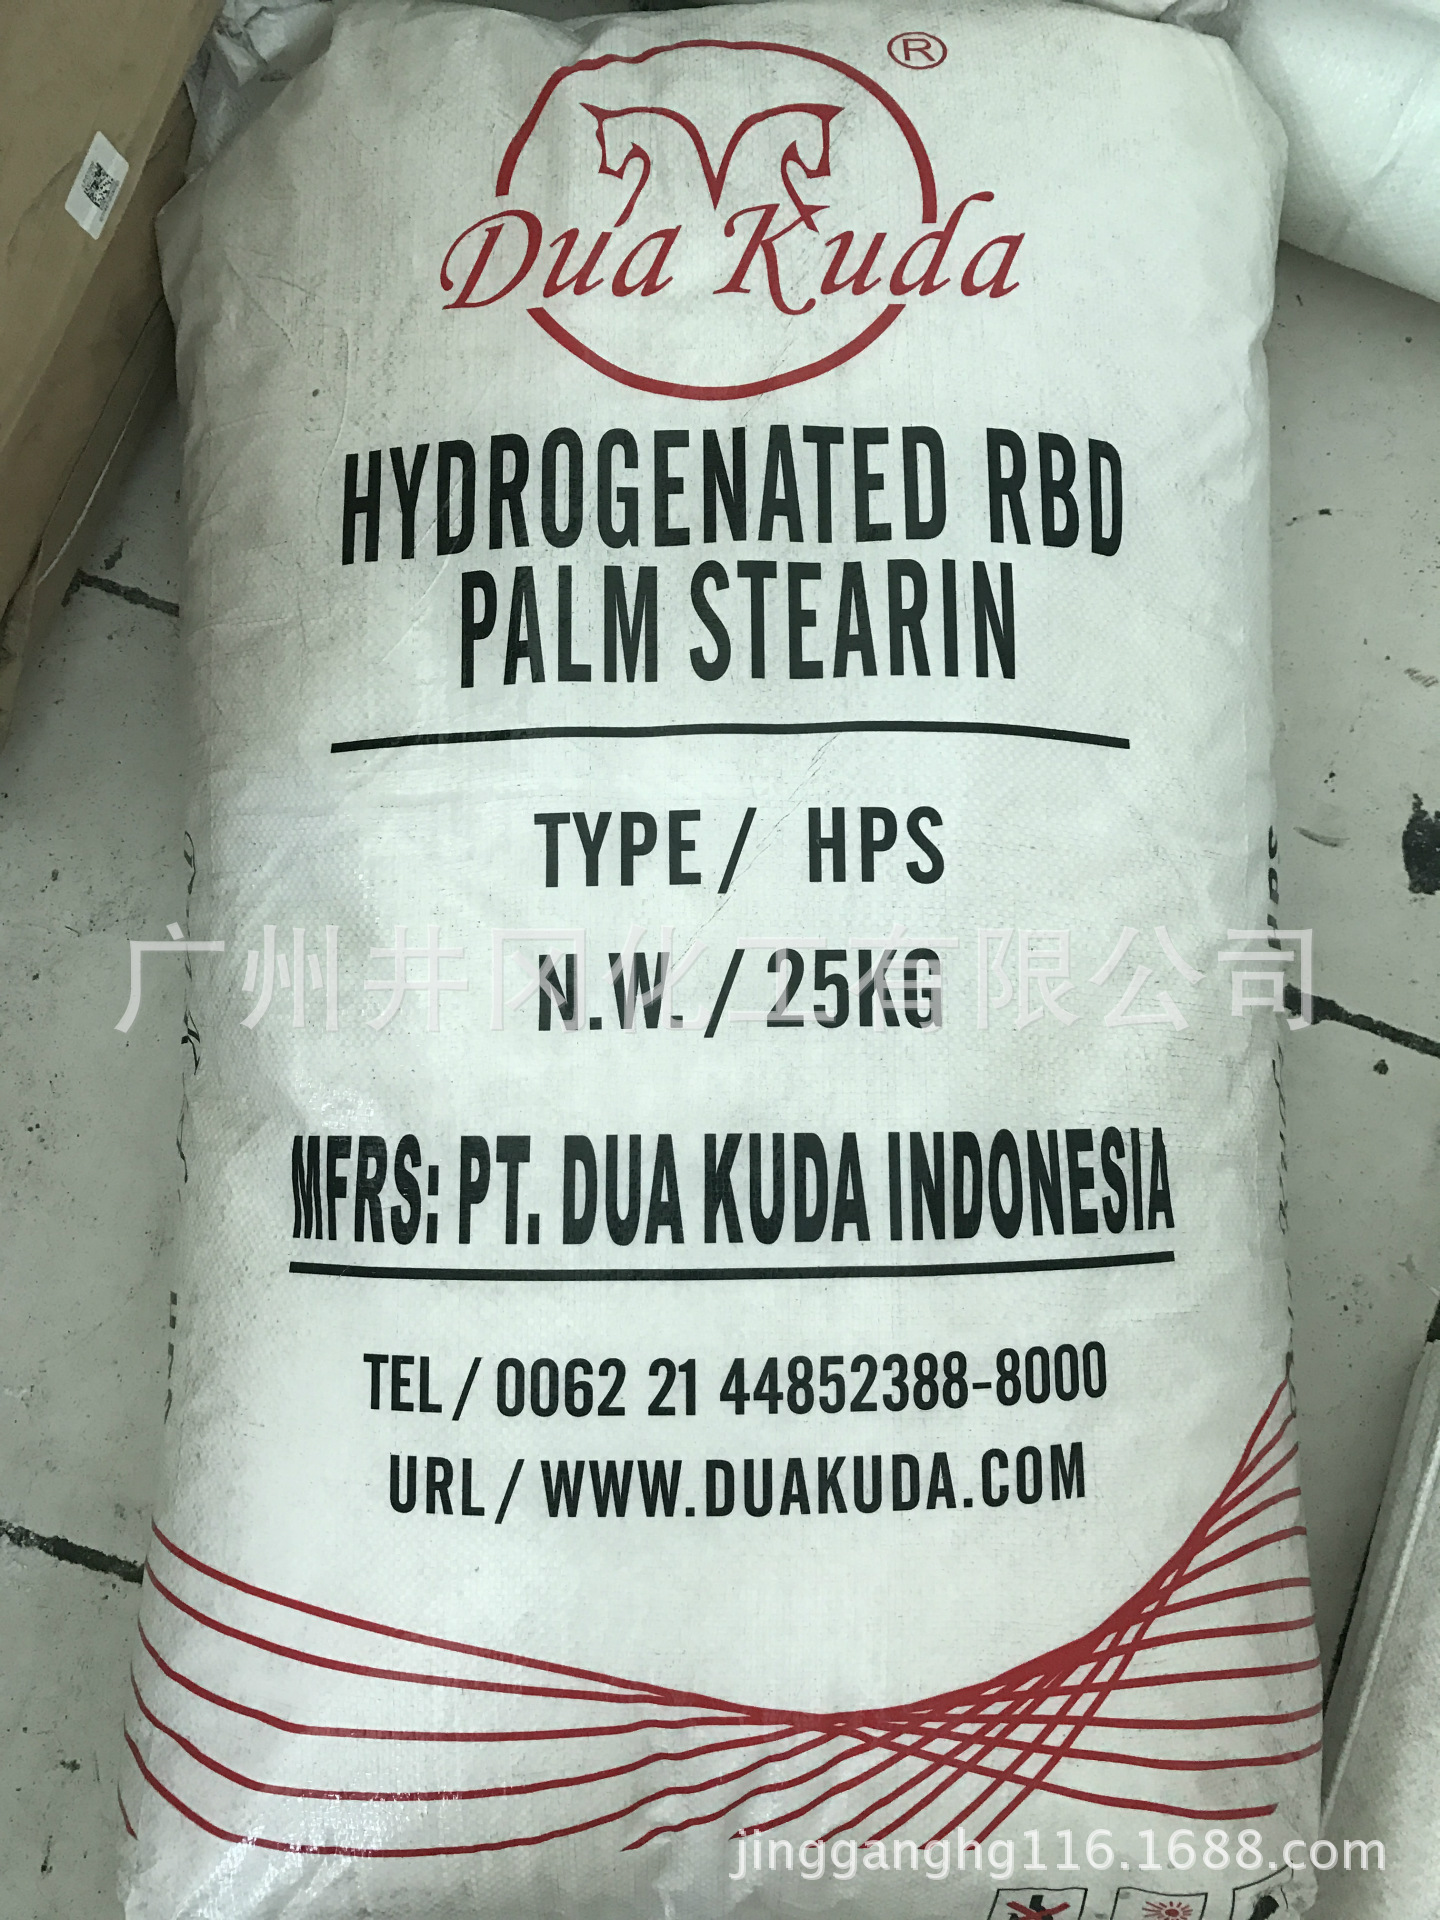 ®
Dua Kuda
HYDROGENATED RBD
PALM STEARIN
TYPE / HPS
广州井冈化工有限公司
N.W. / 25KG
MFRS: PT. DUA KUDA INDONESIA
TEL / 0062 21 44852388-8000
URL / WWW.DUAKUDA.COM
jingganghg116.1688.com